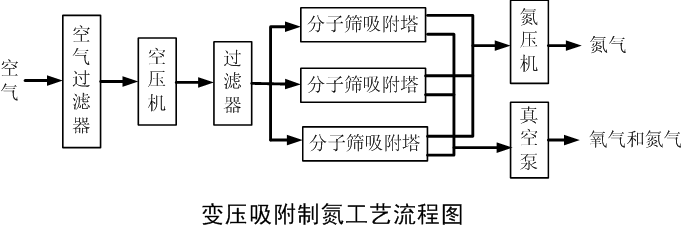 空气
空气过滤器
空压机
过滤器
分子筛吸附塔
分子筛吸附塔
分子筛吸附塔
氮压机
氮气
真空泵
氧气和氮气
变压吸附制氮工艺流程图